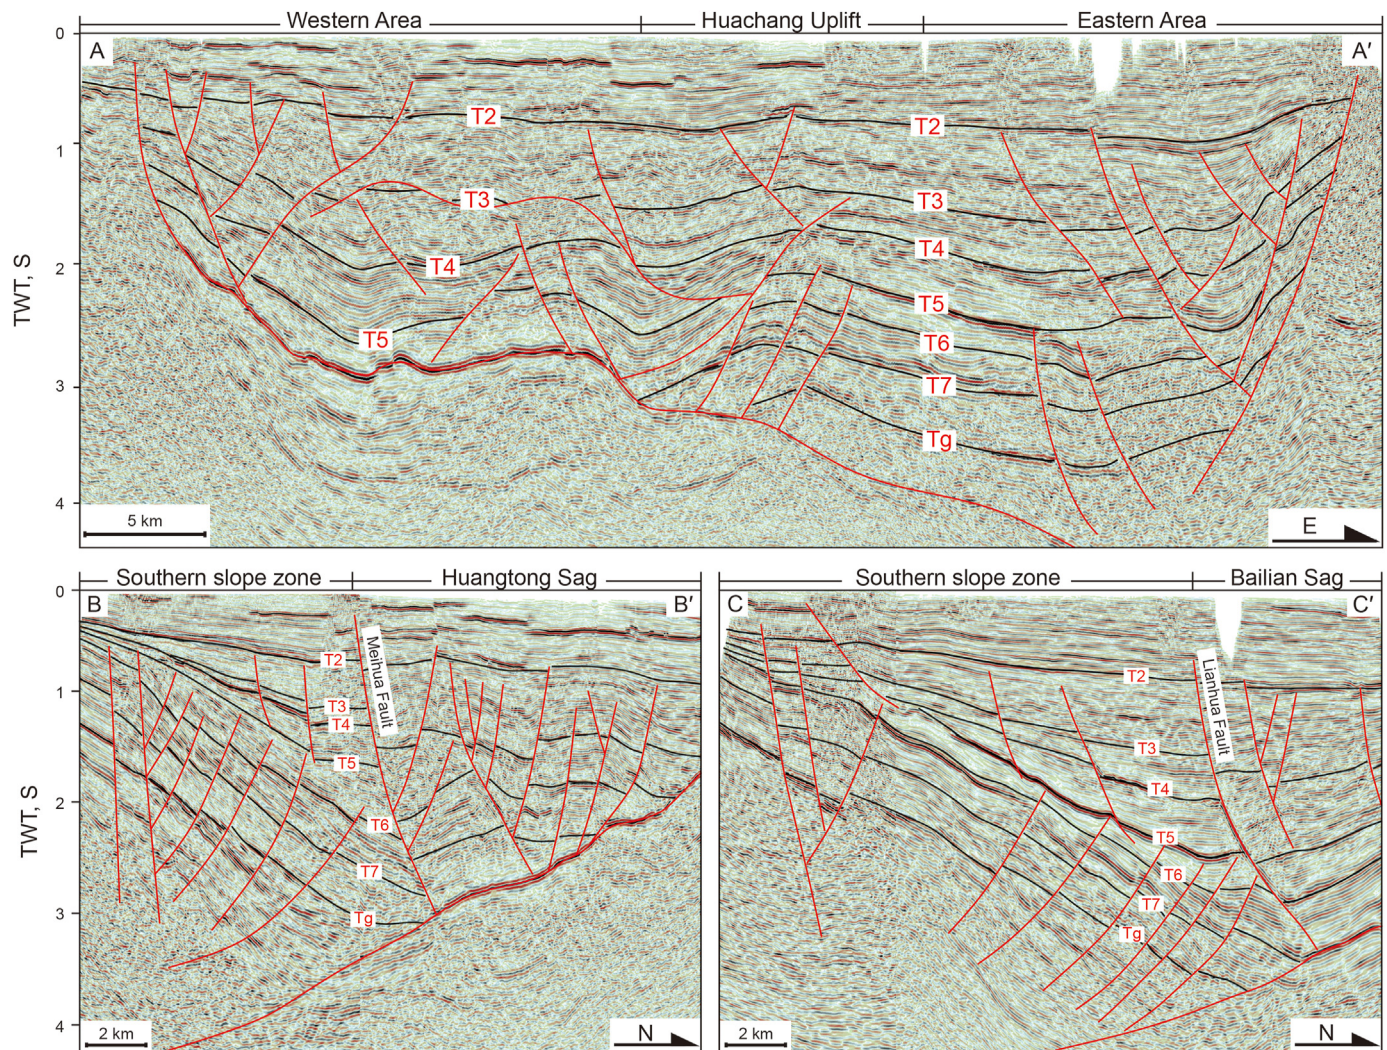 Western Area
Huachang Uplift
Eastern Area
0
A
A′
T2
T2
1
T3
T3
T4
T4
2
T5
T5
T6
3
T7
Tg
4
TWT, S
5 km
E
Southern slope zone
Huangtong Sag
0
B
B′
Meihua Fault
T2
1
T3
T4
T5
2
T6
T7
3
Tg
4
TWT, S
2 km
N
Southern slope zone
Bailian Sag
C
C′
Lianhua Fault
T2
T3
T4
T5
T6
T7
Tg
2 km
N